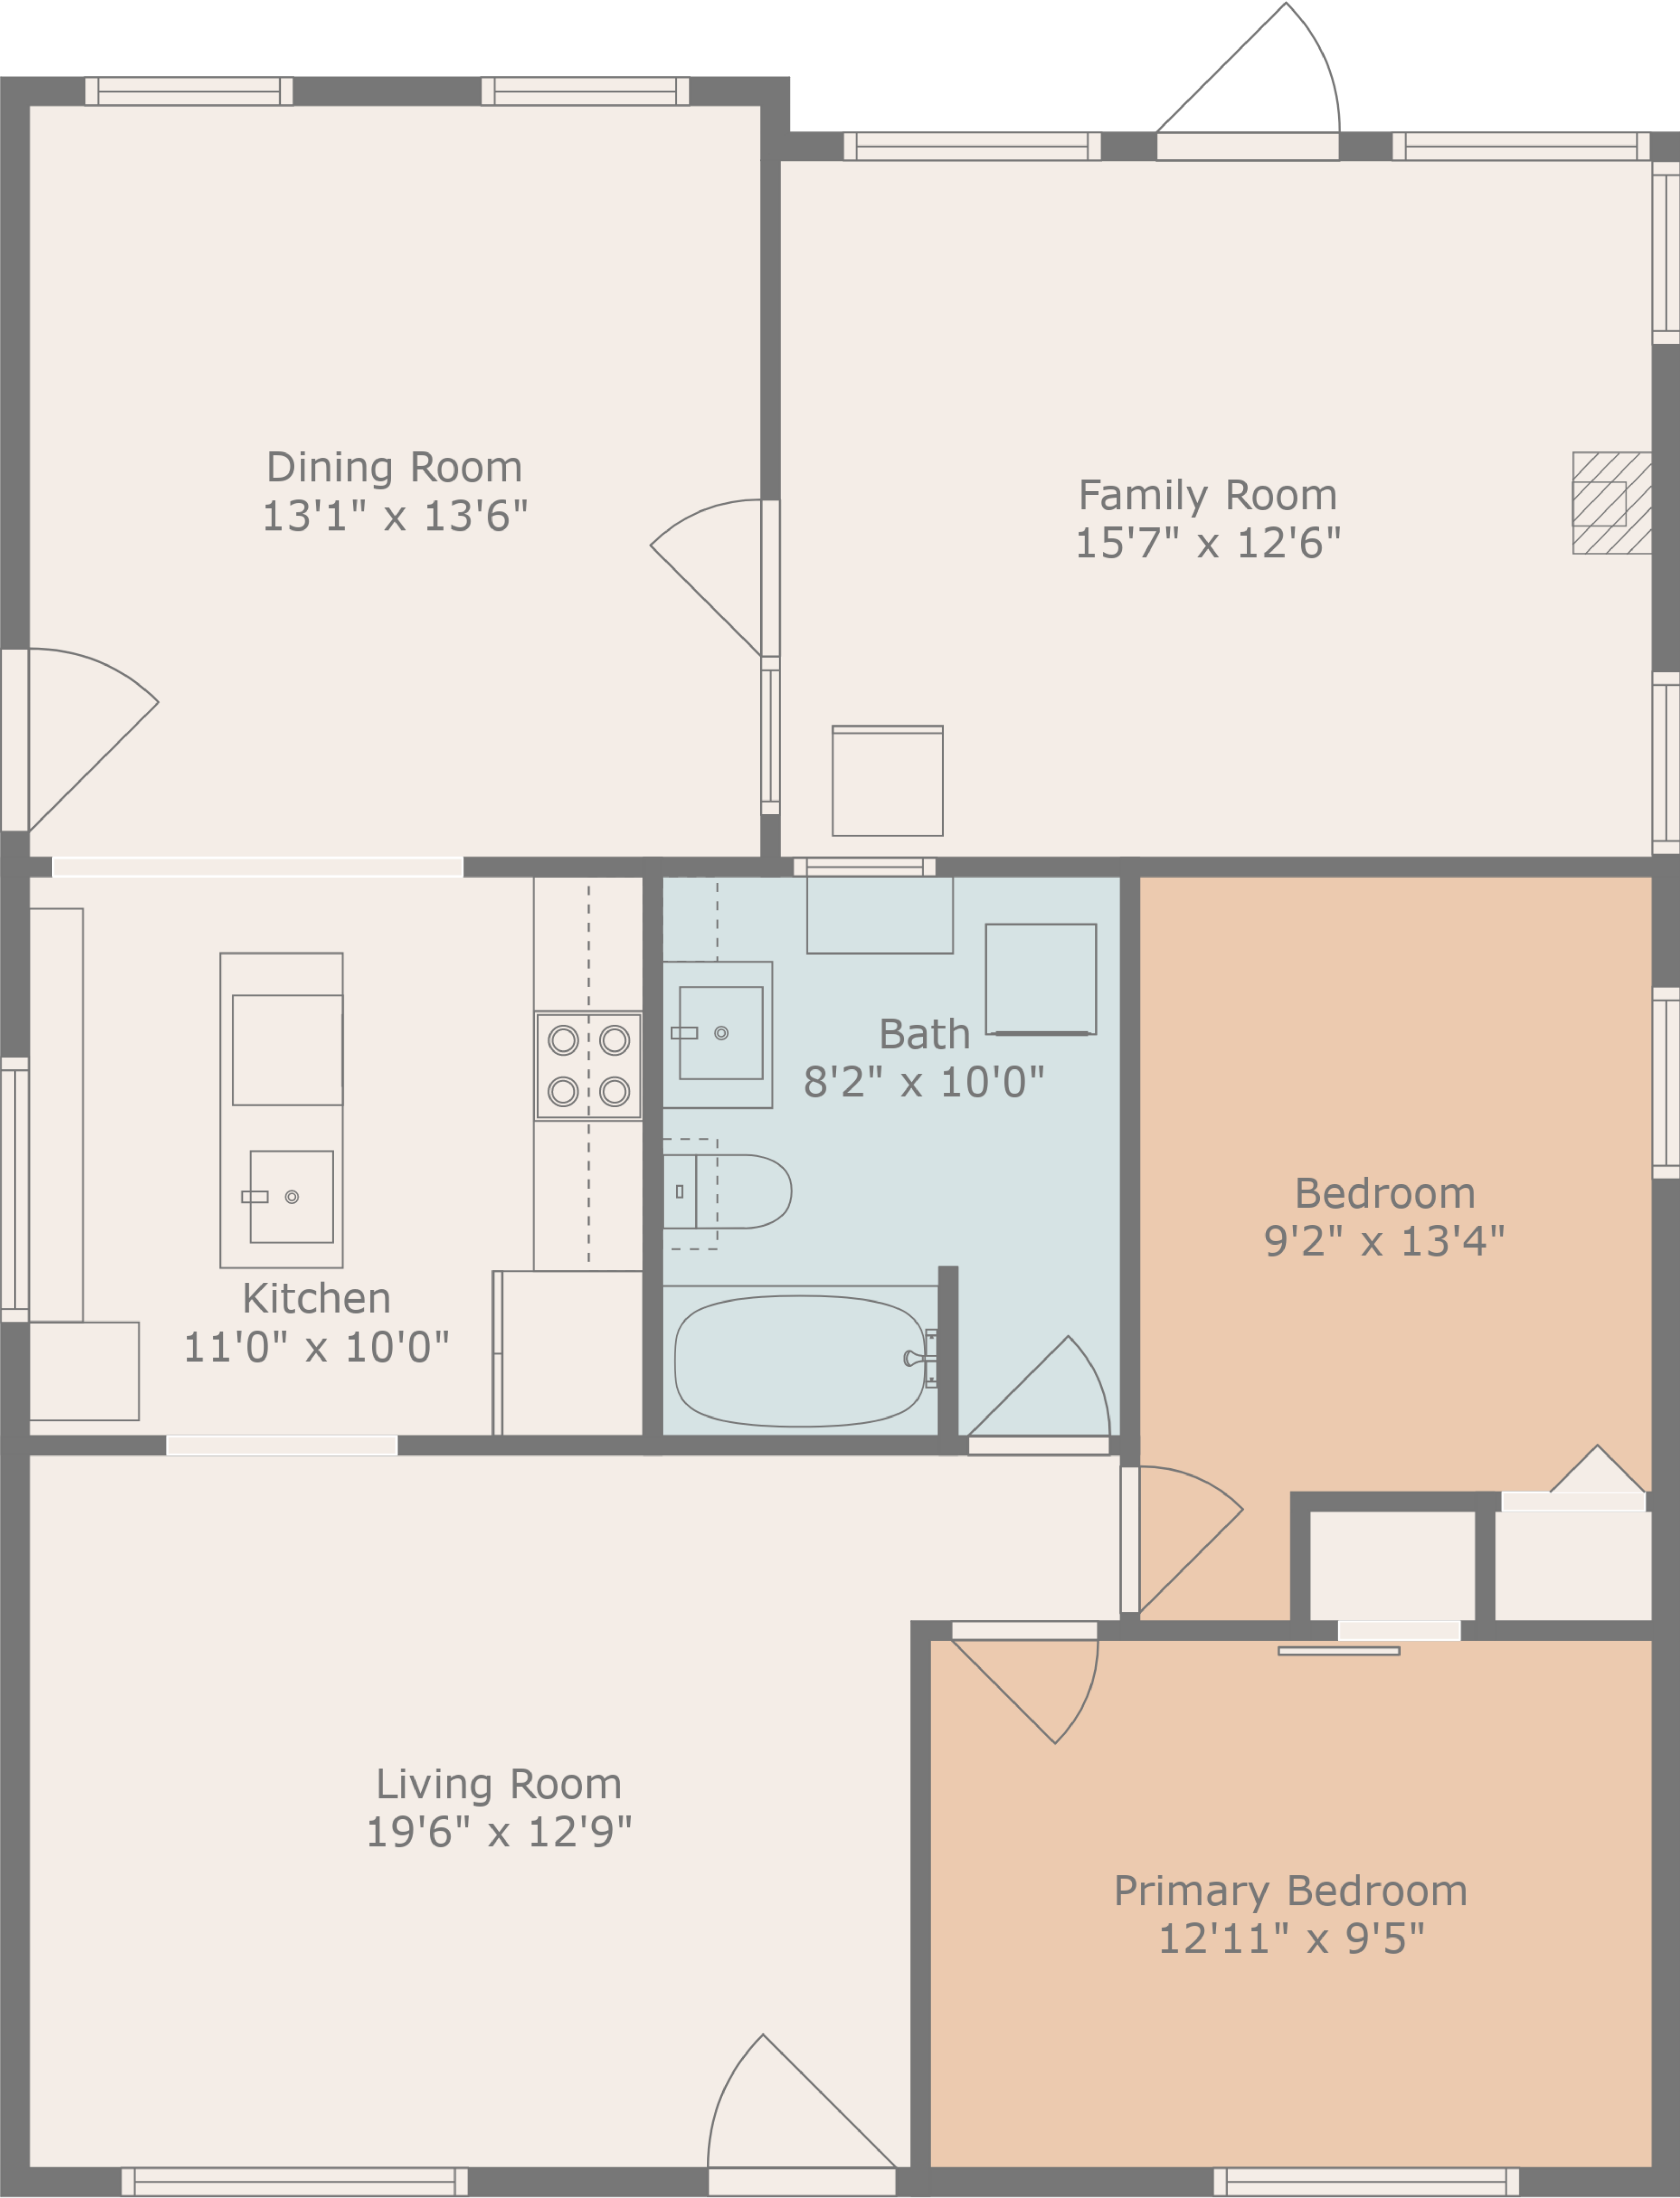 Dining Room
13'1" x 13'6"
Family Room
15'7" x 12'6"
Bath
8'2" x 10'0"
Bedroom
9'2" x 13'4"
Kitchen
11'0" x 10'0"
Living Room
19'6" x 12'9"
Primary Bedroom
12'11" x 9'5"